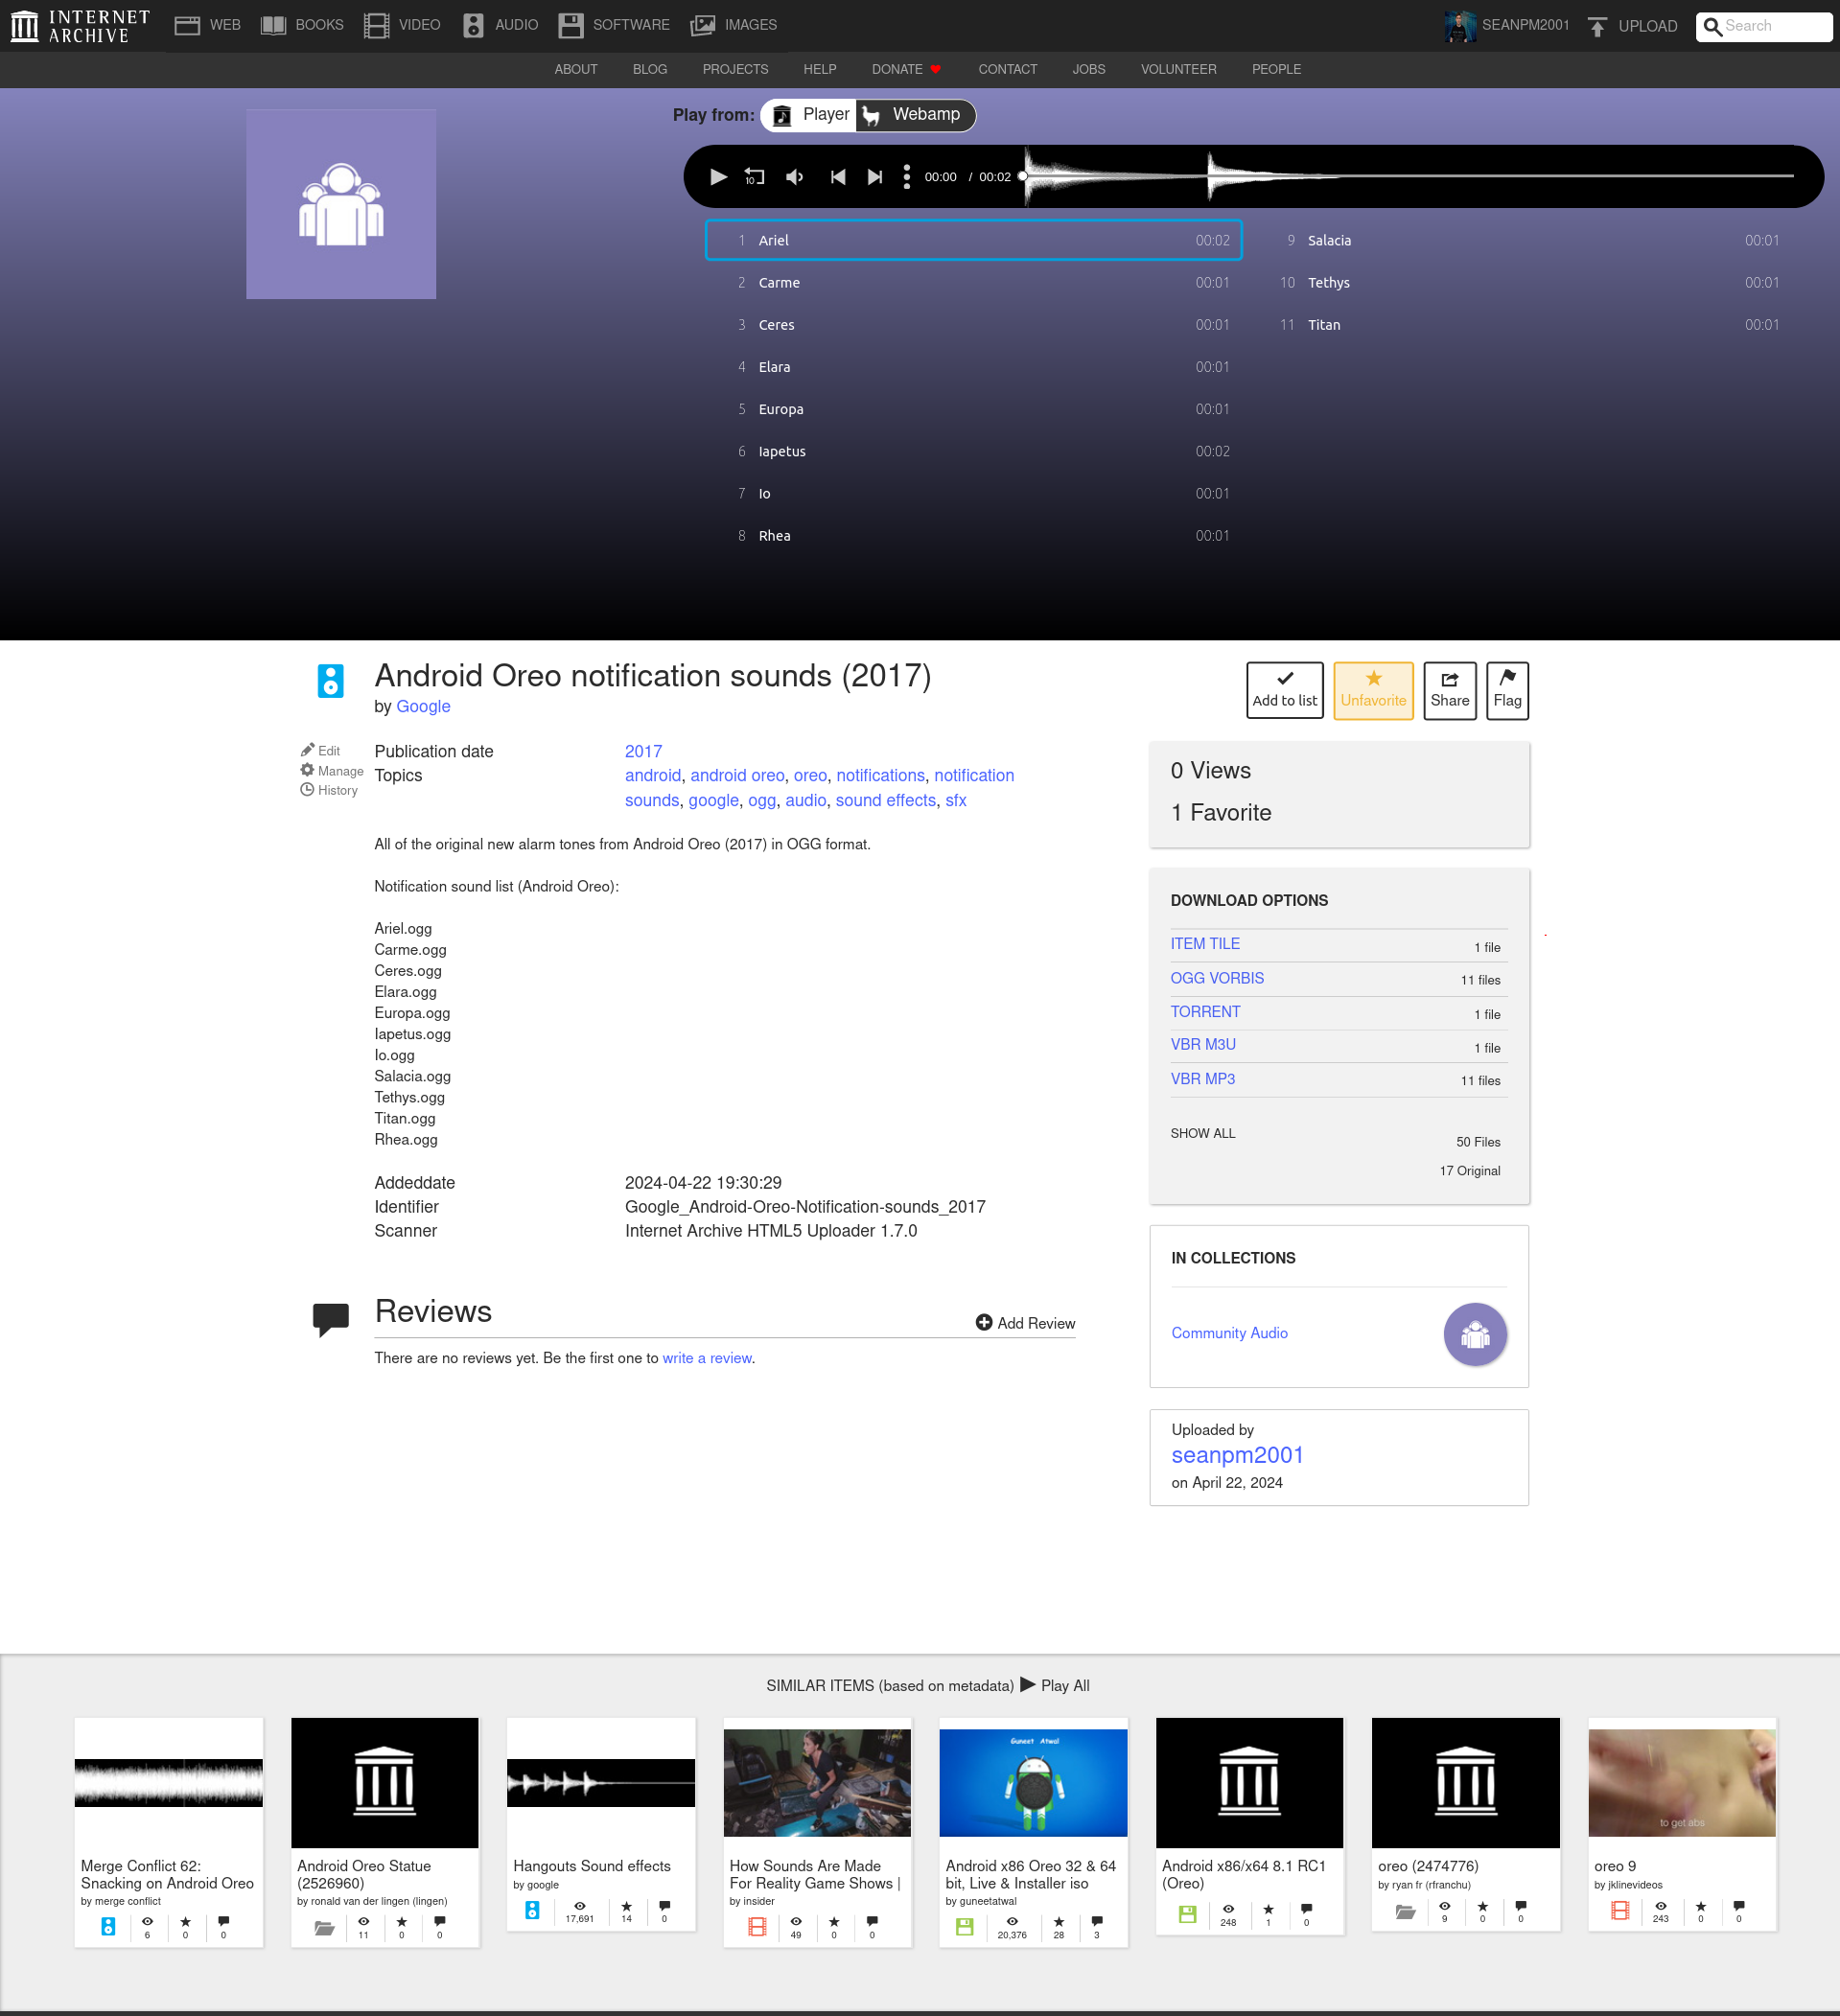 INTERNET ARCHIVE
WEB BOOKS VIDEO AUDIO SOFTWARE IMAGES
SEANPM2001 UPLOAD Search
ABOUT BLOG PROJECTS HELP DONATE CONTACT JOBS VOLUNTEER PEOPLE
Play from: Player Webamp
10 00:00 / 00:02
1 Ariel 00:02
2 Carme 00:01
3 Ceres 00:01
4 Elara 00:01
5 Europa 00:01
6 Iapetus 00:02
7 Io 00:01
8 Rhea 00:01
9 Salacia 00:01
10 Tethys 00:01
11 Titan 00:01
Android Oreo notification sounds (2017)
by Google
Add to list Unfavorite Share Flag
Edit
Manage
History
Publication date 2017
Topics android, android oreo, oreo, notifications, notification
sounds, google, ogg, audio, sound effects, sfx
All of the original new alarm tones from Android Oreo (2017) in OGG format.
Notification sound list (Android Oreo):
Ariel.ogg
Carme.ogg
Ceres.ogg
Elara.ogg
Europa.ogg
Iapetus.ogg
Io.ogg
Salacia.ogg
Tethys.ogg
Titan.ogg
Rhea.ogg
Addeddate 2024-04-22 19:30:29
Identifier Google_Android-Oreo-Notification-sounds_2017
Scanner Internet Archive HTML5 Uploader 1.7.0
Reviews
Add Review
There are no reviews yet. Be the first one to write a review.
0 Views
1 Favorite
DOWNLOAD OPTIONS
ITEM TILE 1 file
OGG VORBIS 11 files
TORRENT 1 file
VBR M3U 1 file
VBR MP3 11 files
SHOW ALL 50 Files
17 Original
IN COLLECTIONS
Community Audio
Uploaded by
seanpm2001
on April 22, 2024
SIMILAR ITEMS (based on metadata) Play All
Merge Conflict 62:
Snacking on Android Oreo
by merge conflict
6 0 0
Android Oreo Statue
(2526960)
by ronald van der lingen (lingen)
11 0 0
Hangouts Sound effects
by google
17,691 14 0
How Sounds Are Made
For Reality Game Shows |
by insider
49 0 0
Guneet Atwal
Android x86 Oreo 32 & 64
bit, Live & Installer iso
by guneetatwal
20,376 28 3
Android x86/x64 8.1 RC1
(Oreo)
248 1 0
oreo (2474776)
by ryan fr (rfranchu)
9 0 0
to get abs
oreo 9
by jklinevideos
243 0 0